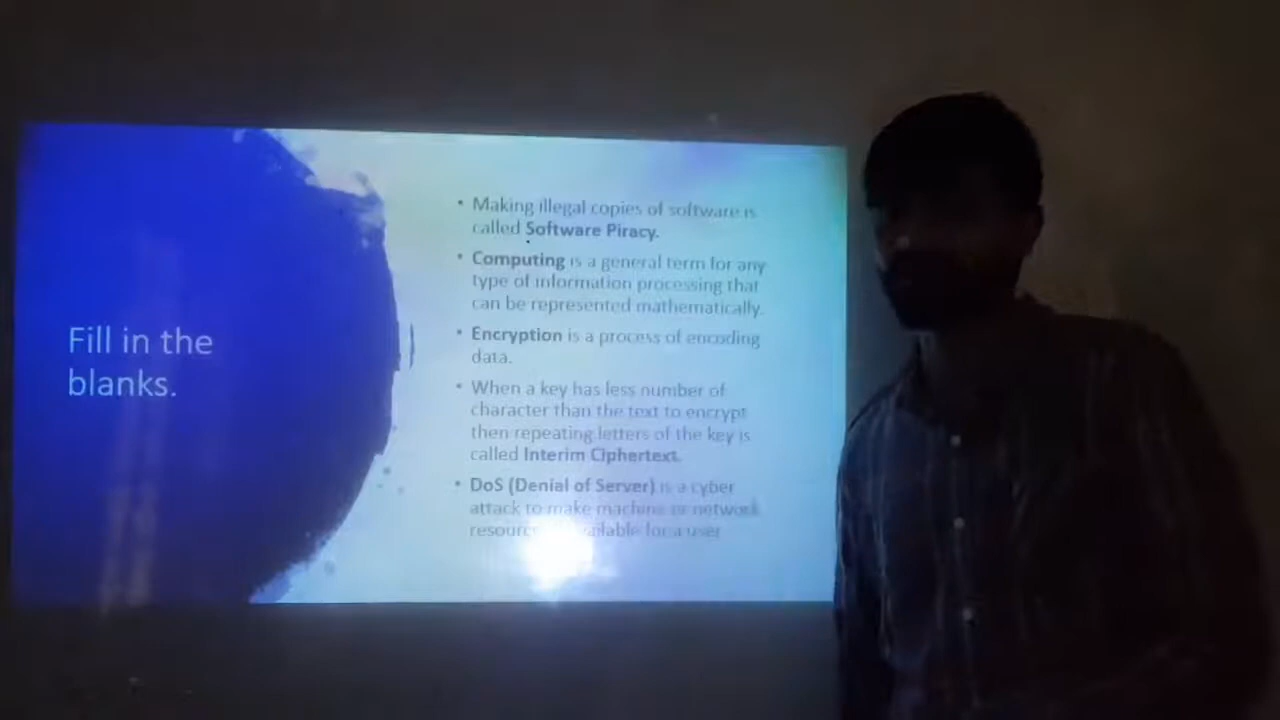 Fill in the
blanks.
• Making illegal copies of software is
called Software Piracy.
• Computing is a general term for any
type of information processing that
can be represented mathematically.
• Encryption is a process of encoding
data.
• When a key has less number of
character than the text to encrypt
then repeating letters of the key is
called Interim Ciphertext.
• DoS (Denial of Server) is a cyber
attack to make machine or network
for a user